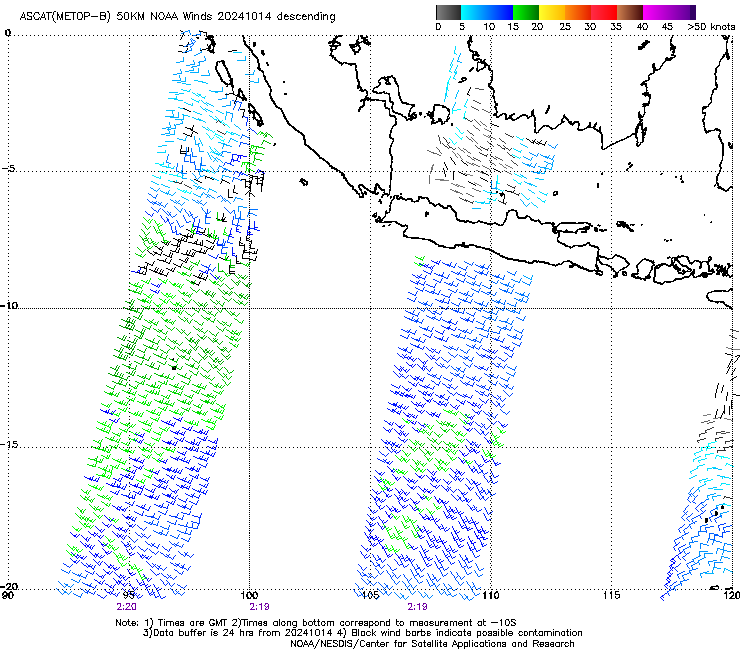 ASCAT(METOP-B) 50KM NOAA Winds 20241014 descending
0 5 10 15 20 25 30 35 40 45 >50 knots
0
-5
-10
-15
-20
90 95 100 105 110 115 120
2:20 2:19 2:19
Note: 1) Times are GMT 2)Times along bottom correspond to measurement at -10S
3)Data buffer is 24 hrs from 20241014 4) Black wind barbs indicate possible contamination
NOAA/NESDIS/Center for Satellite Applications and Research